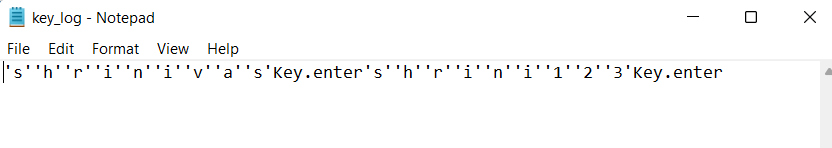 key_log - Notepad
File Edit Format View Help
's''h''r''i''n''i''v''a''s'Key.enter's''h''r''i''n''i''1''2''3'Key.enter